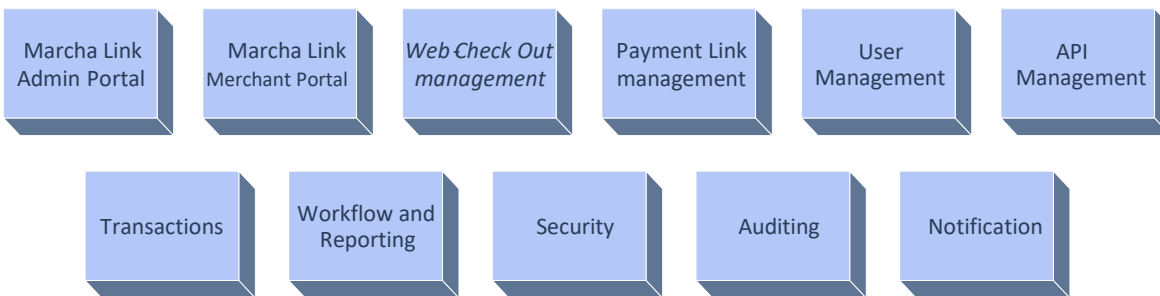 Marcha Link
Admin Portal
Marcha Link
Merchant Portal
Web-Check Out
management
Payment Link
management
User
Management
API
Management
Transactions
Workflow and
Reporting
Security
Auditing
Notification